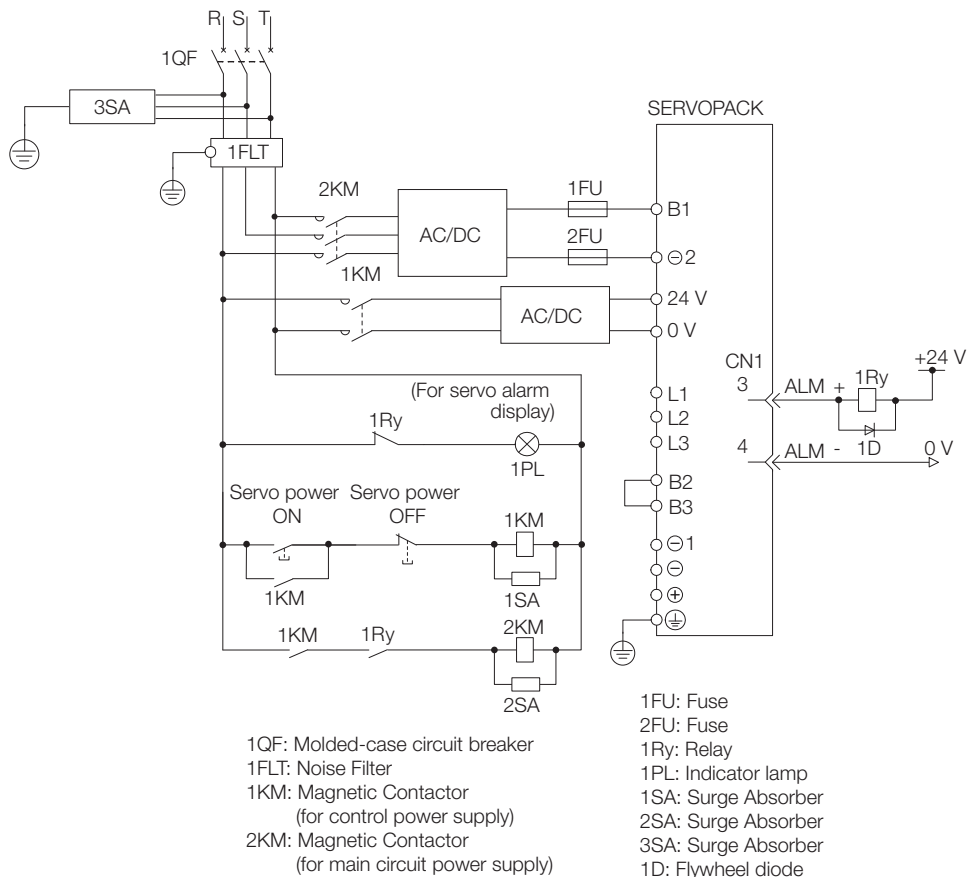 R S T
1QF
3SA
SERVOPACK
1FLT
2KM
1FU
B1
AC/DC
2FU
⊖2
1KM
24 V
AC/DC
0 V
CN1
+24 V
(For servo alarm
display)
3
ALM +
1Ry
L1
L2
1Ry
L3
4
ALM -
1D
0 V
1PL
B2
Servo power
ON
Servo power
OFF
B3
1KM
⊖1
⊖
1KM
1SA
⊕
1KM
1Ry
2KM
2SA
1QF: Molded-case circuit breaker
1FLT: Noise Filter
1KM: Magnetic Contactor
(for control power supply)
2KM: Magnetic Contactor
(for main circuit power supply)
1FU: Fuse
2FU: Fuse
1Ry: Relay
1PL: Indicator lamp
1SA: Surge Absorber
2SA: Surge Absorber
3SA: Surge Absorber
1D: Flywheel diode